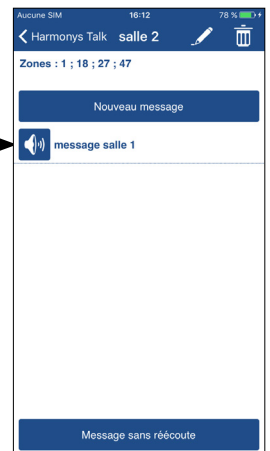 Aucune SIM 16:12 78 %
Harmonys Talk salle 2
Zones : 1 ; 18 ; 27 ; 47
Nouveau message
message salle 1
Message sans réécoute